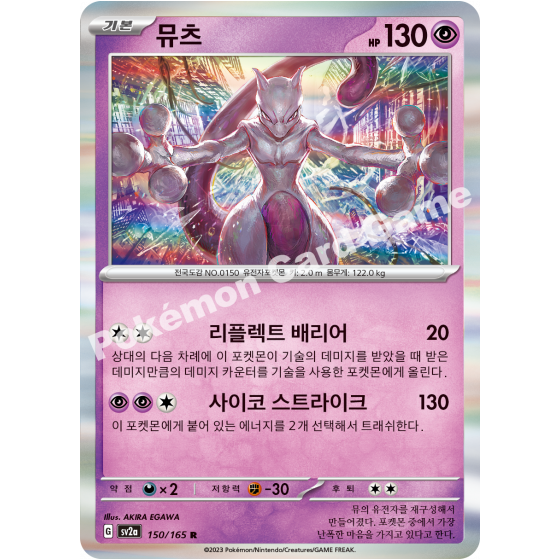 기본 뮤츠 HP 130
전국도감 NO.0150 유전자포켓몬 키: 2.0 m 몸무게: 122.0 kg
리플렉트 배리어 20
상대의 다음 차례에 이 포켓몬이 기술의 데미지를 받았을 때 받은
데미지만큼의 데미지 카운터를 기술을 사용한 포켓몬에게 올린다.
사이코 스트라이크 130
이 포켓몬에게 붙어 있는 에너지를 2개 선택해서 트래쉬한다.
약점 ×2 저항력 -30 후퇴
Illus. AKIRA EGAWA
G sv2a 150/165 R
뮤의 유전자를 재구성해서
만들어졌다. 포켓몬 중에서 가장
난폭한 마음을 가지고 있다고 한다.
©2023 Pokémon/Nintendo/Creatures/GAME FREAK.
Pokémon Card Game